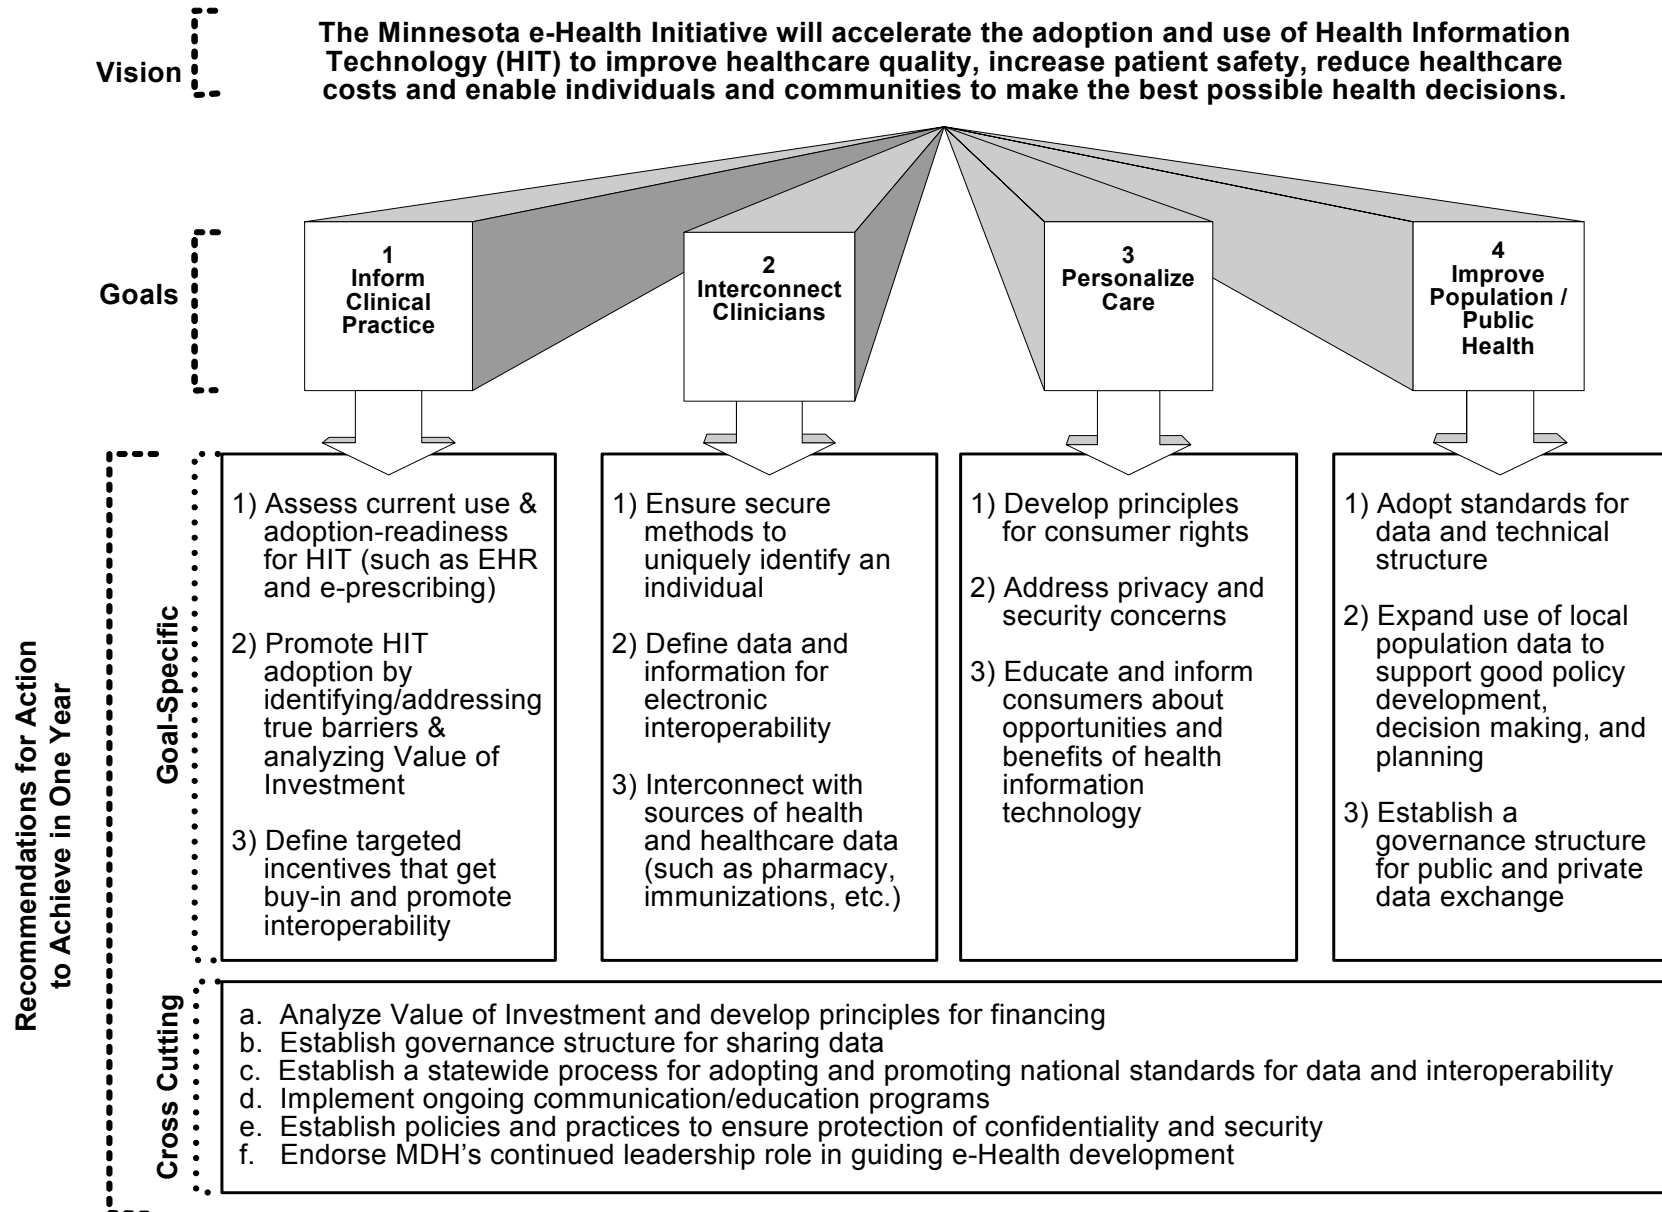 Vision
The Minnesota e-Health Initiative will accelerate the adoption and use of Health Information
Technology (HIT) to improve healthcare quality, increase patient safety, reduce healthcare
costs and enable individuals and communities to make the best possible health decisions.
Goals
1
Inform
Clinical
Practice
2
Interconnect
Clinicians
3
Personalize
Care
4
Improve
Population /
Public
Health
Recommendations for Action
to Achieve in One Year
Goal-Specific
1) Assess current use &
adoption-readiness
for HIT (such as EHR
and e-prescribing)
2) Promote HIT
adoption by
identifying/addressing
true barriers &
analyzing Value of
Investment
3) Define targeted
incentives that get
buy-in and promote
interoperability
1) Ensure secure
methods to
uniquely identify an
individual
2) Define data and
information for
electronic
interoperability
3) Interconnect with
sources of health
and healthcare data
(such as pharmacy,
immunizations, etc.)
1) Develop principles
for consumer rights
2) Address privacy and
security concerns
3) Educate and inform
consumers about
opportunities and
benefits of health
information
technology
1) Adopt standards for
data and technical
structure
2) Expand use of local
population data to
support good policy
development,
decision making, and
planning
3) Establish a
governance structure
for public and private
data exchange
Cross Cutting
a. Analyze Value of Investment and develop principles for financing
b. Establish governance structure for sharing data
c. Establish a statewide process for adopting and promoting national standards for data and interoperability
d. Implement ongoing communication/education programs
e. Establish policies and practices to ensure protection of confidentiality and security
f. Endorse MDH's continued leadership role in guiding e-Health development